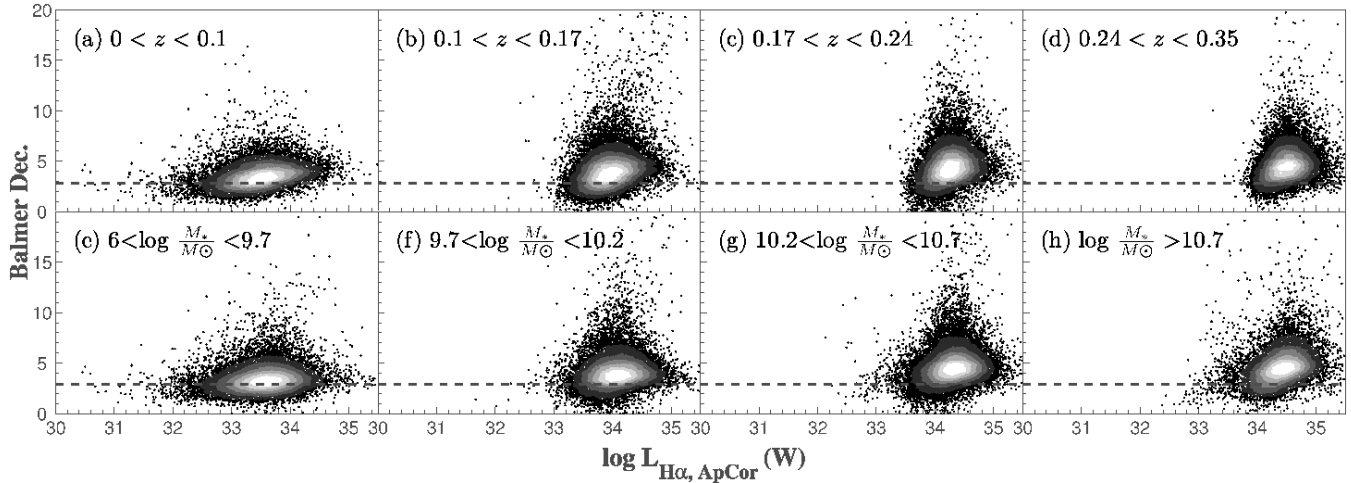 (a) 0 < z < 0.1
(b) 0.1 < z < 0.17
(c) 0.17 < z < 0.24
(d) 0.24 < z < 0.35
20
15
10
5
0
Balmer Dec.
(e) 6<log M*/M⊙ <9.7
(f) 9.7<log M*/M⊙ <10.2
(g) 10.2<log M*/M⊙ <10.7
(h) log M*/M⊙ >10.7
15
10
5
0
30 31 32 33 34 35 30 31 32 33 34 35 30 31 32 33 34 35 30 31 32 33 34 35
log L Hα, ApCor (W)